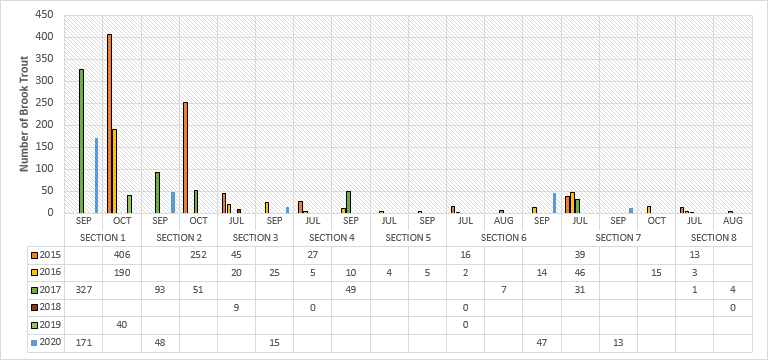 450
400
350
300
250
200
150
100
50
0
Number of Brook Trout
SEP OCT SEP OCT JUL SEP JUL SEP JUL SEP JUL AUG SEP JUL SEP OCT JUL AUG
SECTION 1 SECTION 2 SECTION 3 SECTION 4 SECTION 5 SECTION 6 SECTION 7 SECTION 8
2015 406 252 45 27 16 39 13
2016 190 20 25 5 10 4 5 2 14 46 15 3
2017 327 93 51 49 7 31 1 4
2018 9 0 0 0
2019 40 0
2020 171 48 15 47 13